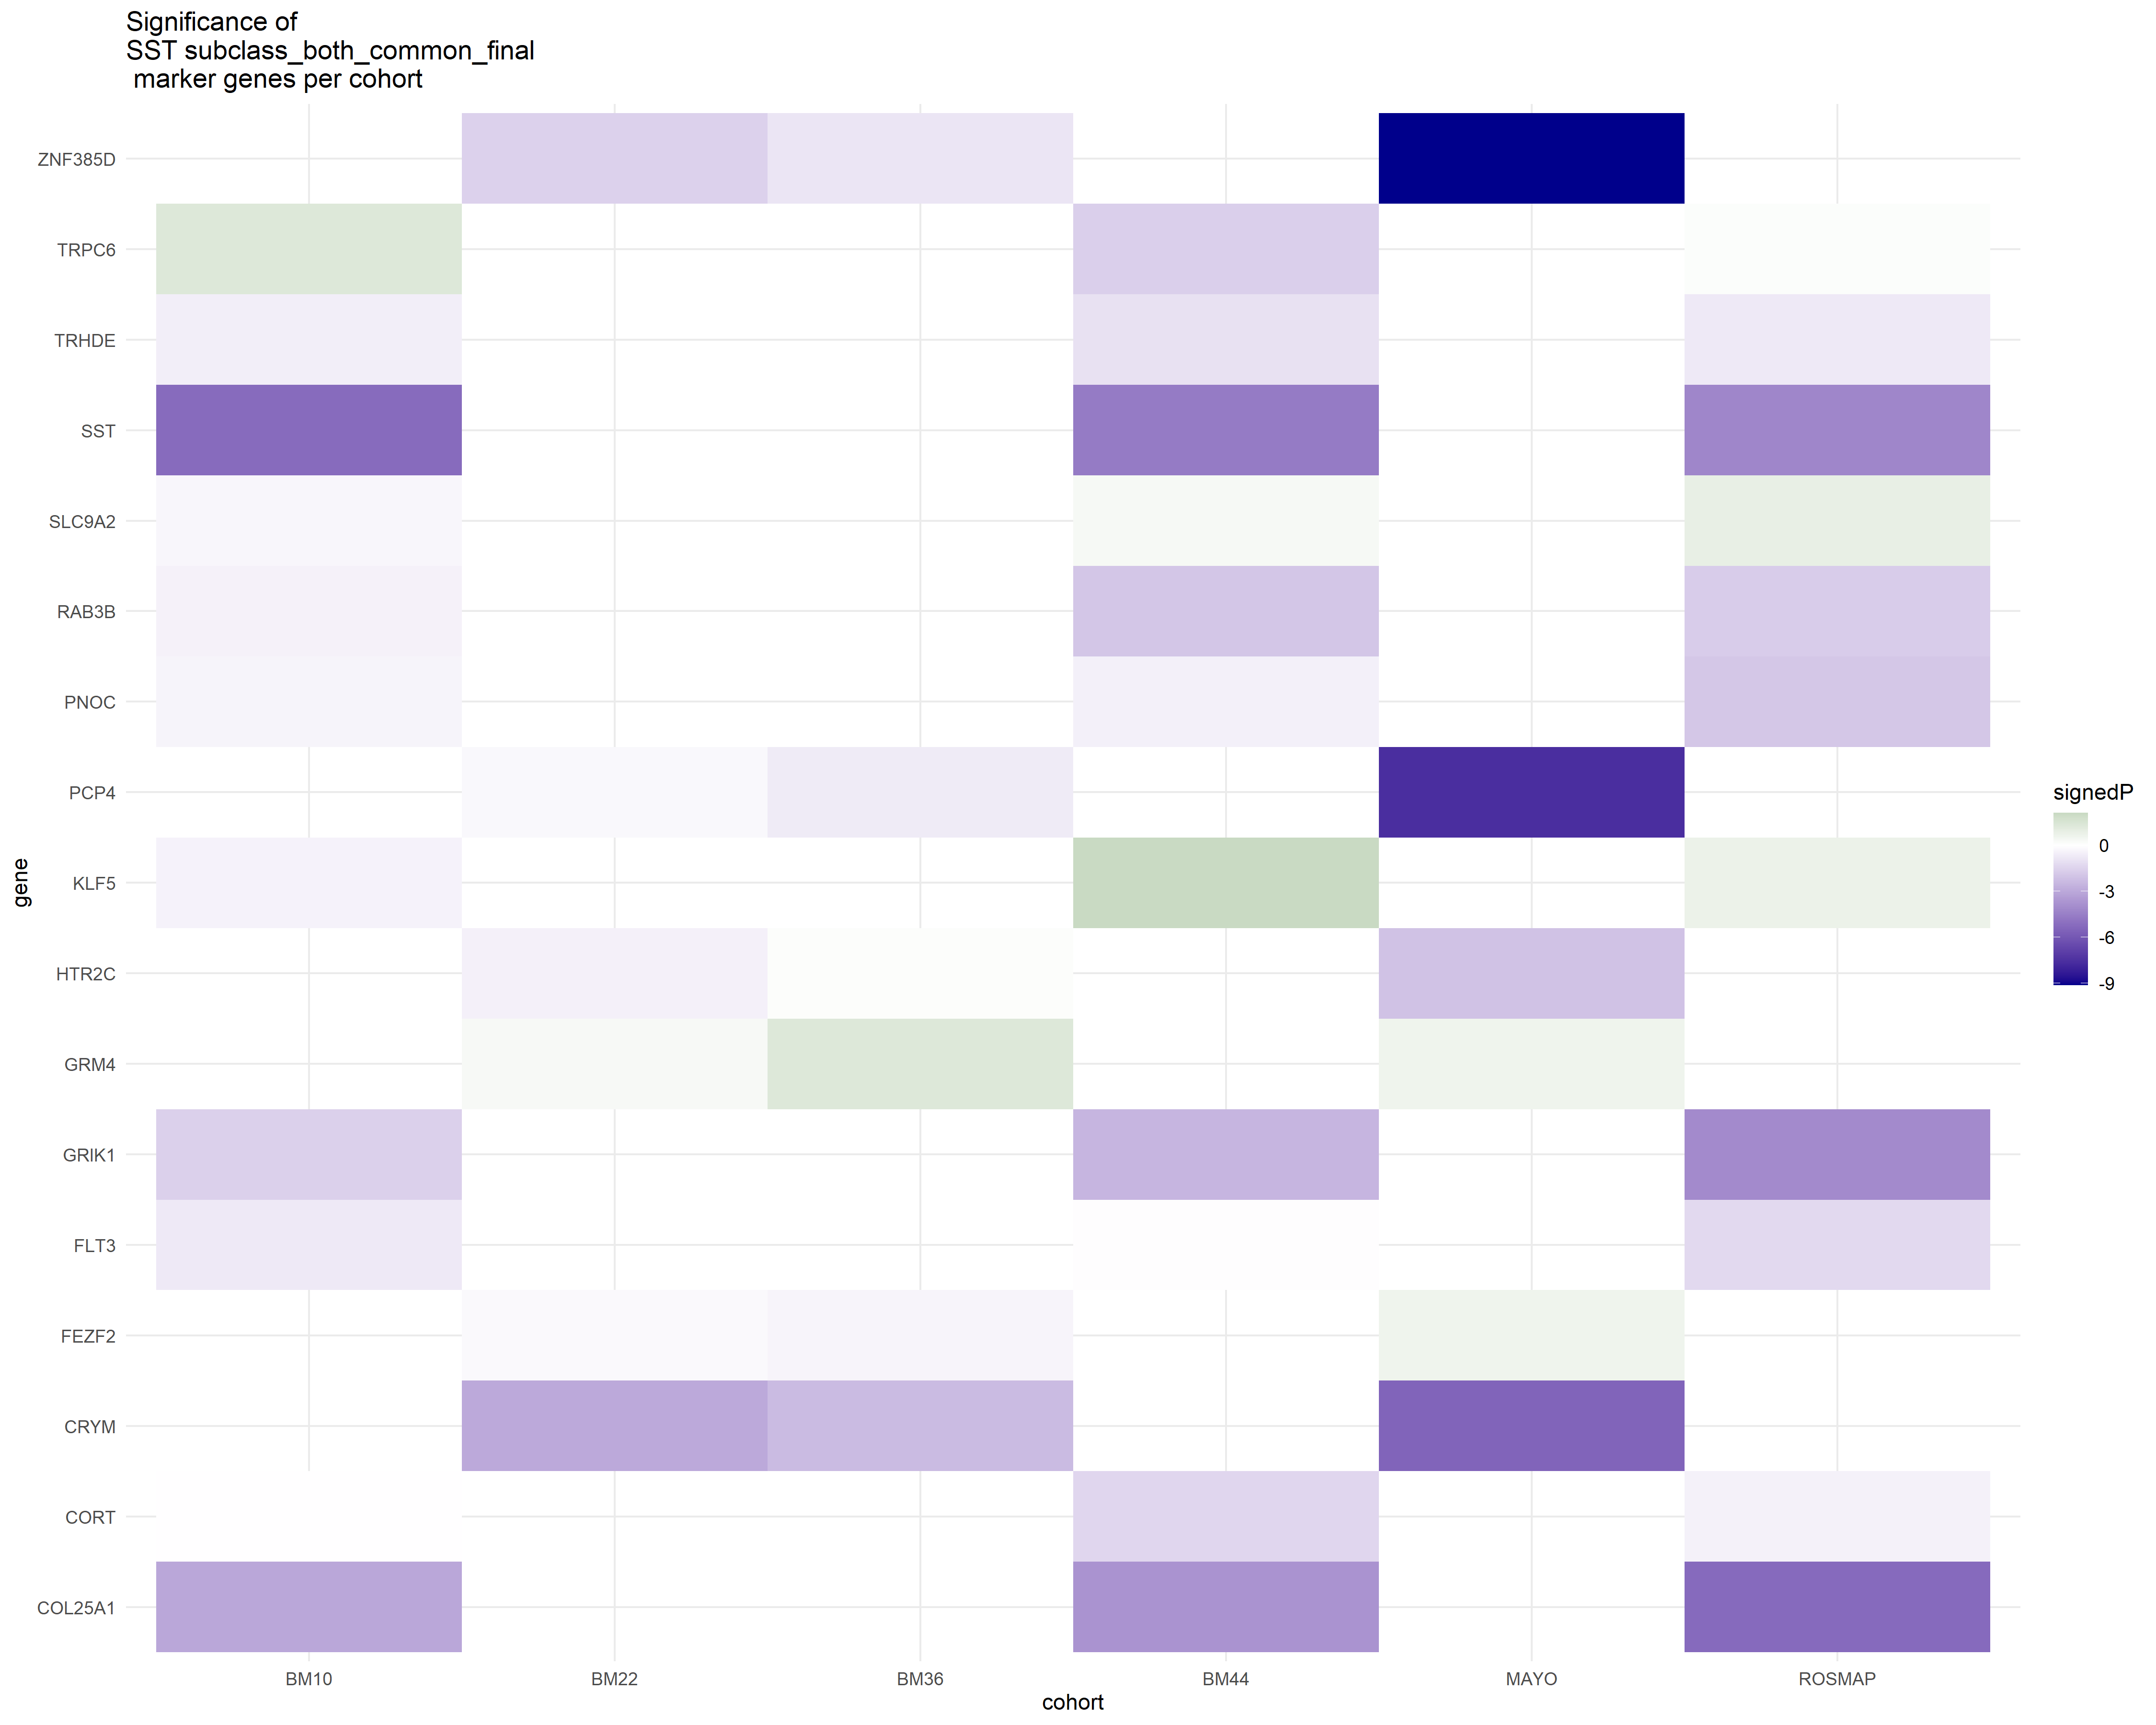 Significance of
SST subclass_both_common_final
marker genes per cohort
ZNF385D
TRPC6
TRHDE
SST
SLC9A2
RAB3B
PNOC
PCP4
KLF5
HTR2C
GRM4
GRIK1
FLT3
FEZF2
CRYM
CORT
COL25A1
gene
BM10
BM22
BM36
BM44
MAYO
ROSMAP
cohort
signedP
0
-3
-6
-9